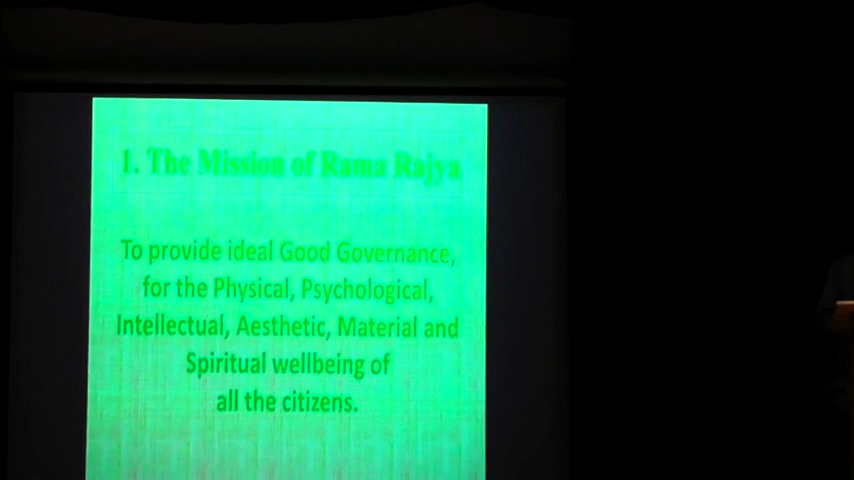 1. The Mission of Rama Rajya
To provide ideal Good Governance,
for the Physical, Psychological,
Intellectual, Aesthetic, Material and
Spiritual wellbeing of
all the citizens.